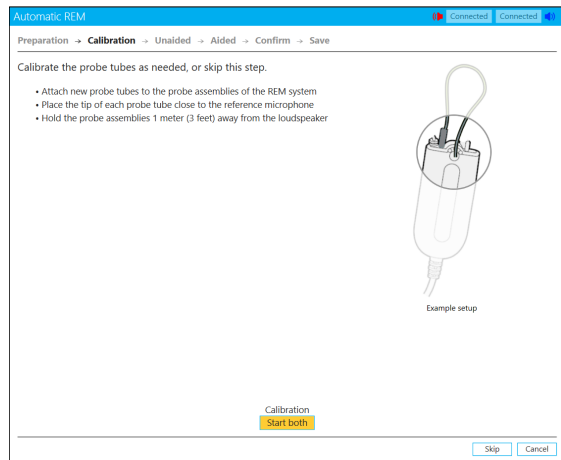 Automatic REM
Connected Connected
Preparation → Calibration → Unaided → Aided → Confirm → Save
Calibrate the probe tubes as needed, or skip this step.
• Attach new probe tubes to the probe assemblies of the REM system
• Place the tip of each probe tube close to the reference microphone
• Hold the probe assemblies 1 meter (3 feet) away from the loudspeaker
Example setup
Calibration
Start both
Skip Cancel